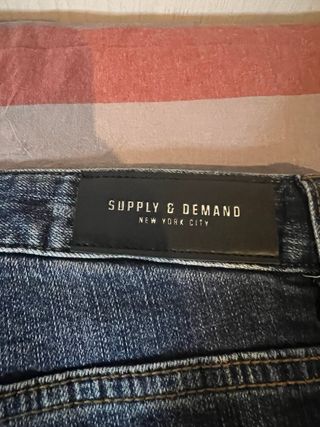 SUPPLY & DEMAND
NEW YORK CITY